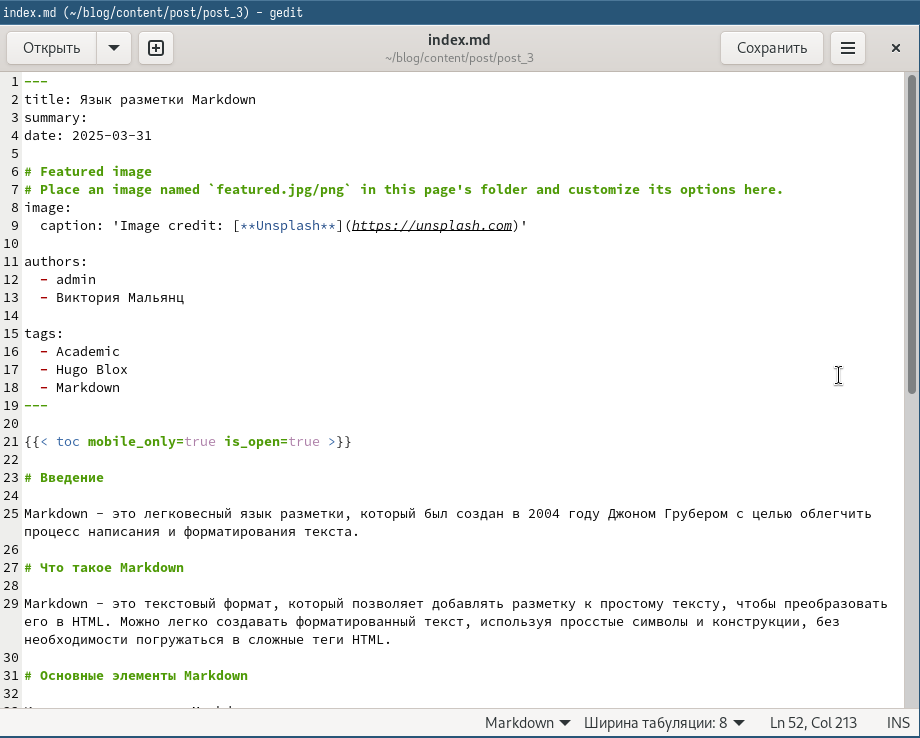 index.md (~/blog/content/post/post_3) - gedit
Открыть
index.md
~/blog/content/post/post_3
Сохранить
1 ---
2 title: Язык разметки Markdown
3 summary:
4 date: 2025-03-31
5
6 # Featured image
7 # Place an image named `featured.jpg/png` in this page's folder and customize its options here.
8 image:
9   caption: 'Image credit: [**Unsplash**](https://unsplash.com)'
10
11 authors:
12   - admin
13   - Виктория Мальянц
14
15 tags:
16   - Academic
17   - Hugo Blox
18   - Markdown
19 ---
20
21 {{< toc mobile_only=true is_open=true >}}
22
23 # Введение
24
25 Markdown - это легковесный язык разметки, который был создан в 2004 году Джоном Грубером с целью облегчить
процесс написания и форматирования текста.
26
27 # Что такое Markdown
28
29 Markdown - это текстовый формат, который позволяет добавлять разметку к простому тексту, чтобы преобразовать
его в HTML. Можно легко создавать форматированный текст, используя просстые символы и конструкции, без
необходимости погружаться в сложные теги HTML.
30
31 # Основные элементы Markdown
32
Markdown
Ширина табуляции: 8
Ln 52, Col 213
INS